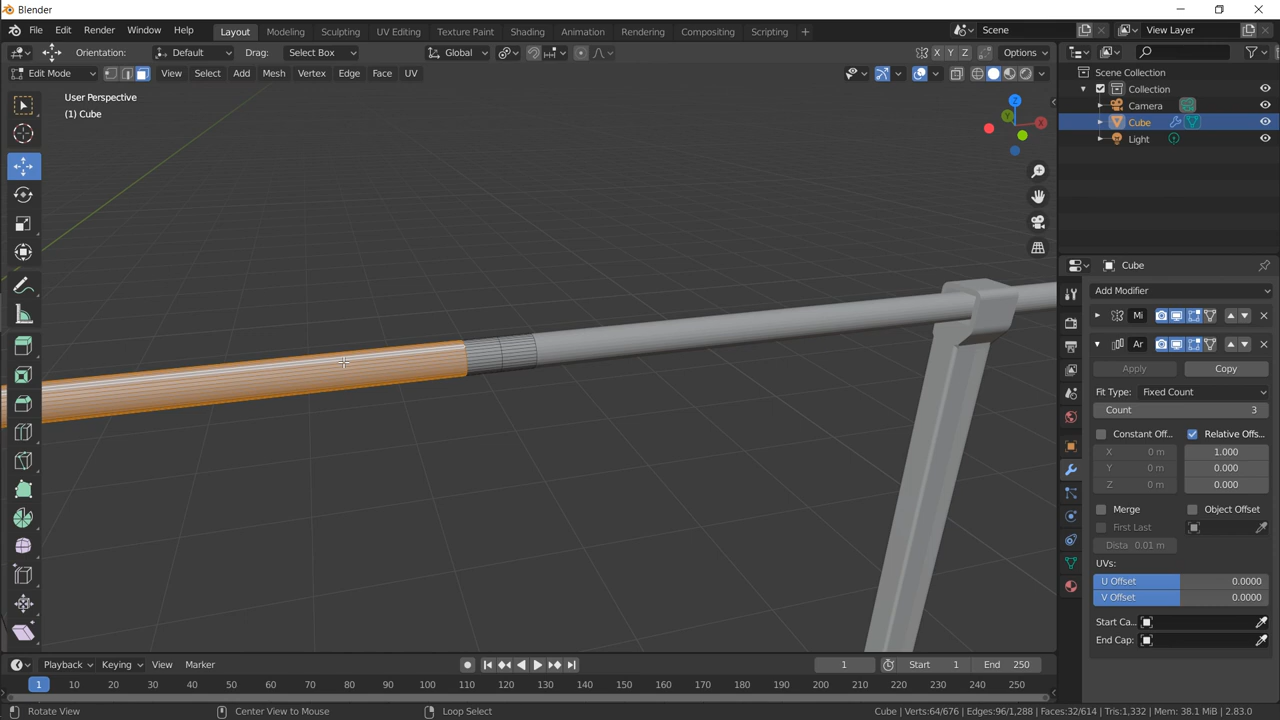 Blender
File Edit Render Window Help Layout Modeling Sculpting UV Editing Texture Paint Shading Animation Rendering Compositing Scripting + Scene View Layer
Orientation: Default Drag: Select Box Global X Y Z Options
Edit Mode View Select Add Mesh Vertex Edge Face UV
User Perspective
(1) Cube
Z
Y
X
Scene Collection
Collection
Camera
Cube
Light
Cube
Add Modifier
Mi
Ar
Apply Copy
Fit Type: Fixed Count
Count 3
Constant Off... Relative Offs...
X 0 m 1.000
Y 0 m 0.000
Z 0 m 0.000
Merge Object Offset
First Last
Dista 0.01 m
UVs:
U Offset 0.0000
V Offset 0.0000
Start Ca...
End Cap:
Playback Keying View Marker 1 Start 1 End 250
1 10 20 30 40 50 60 70 80 90 100 110 120 130 140 150 160 170 180 190 200 210 220 230 240 250
Rotate View Center View to Mouse Loop Select Cube | Verts:64/676 | Edges:96/1,288 | Faces:32/614 | Tris:1,332 | Mem: 38.1 MiB | 2.83.0